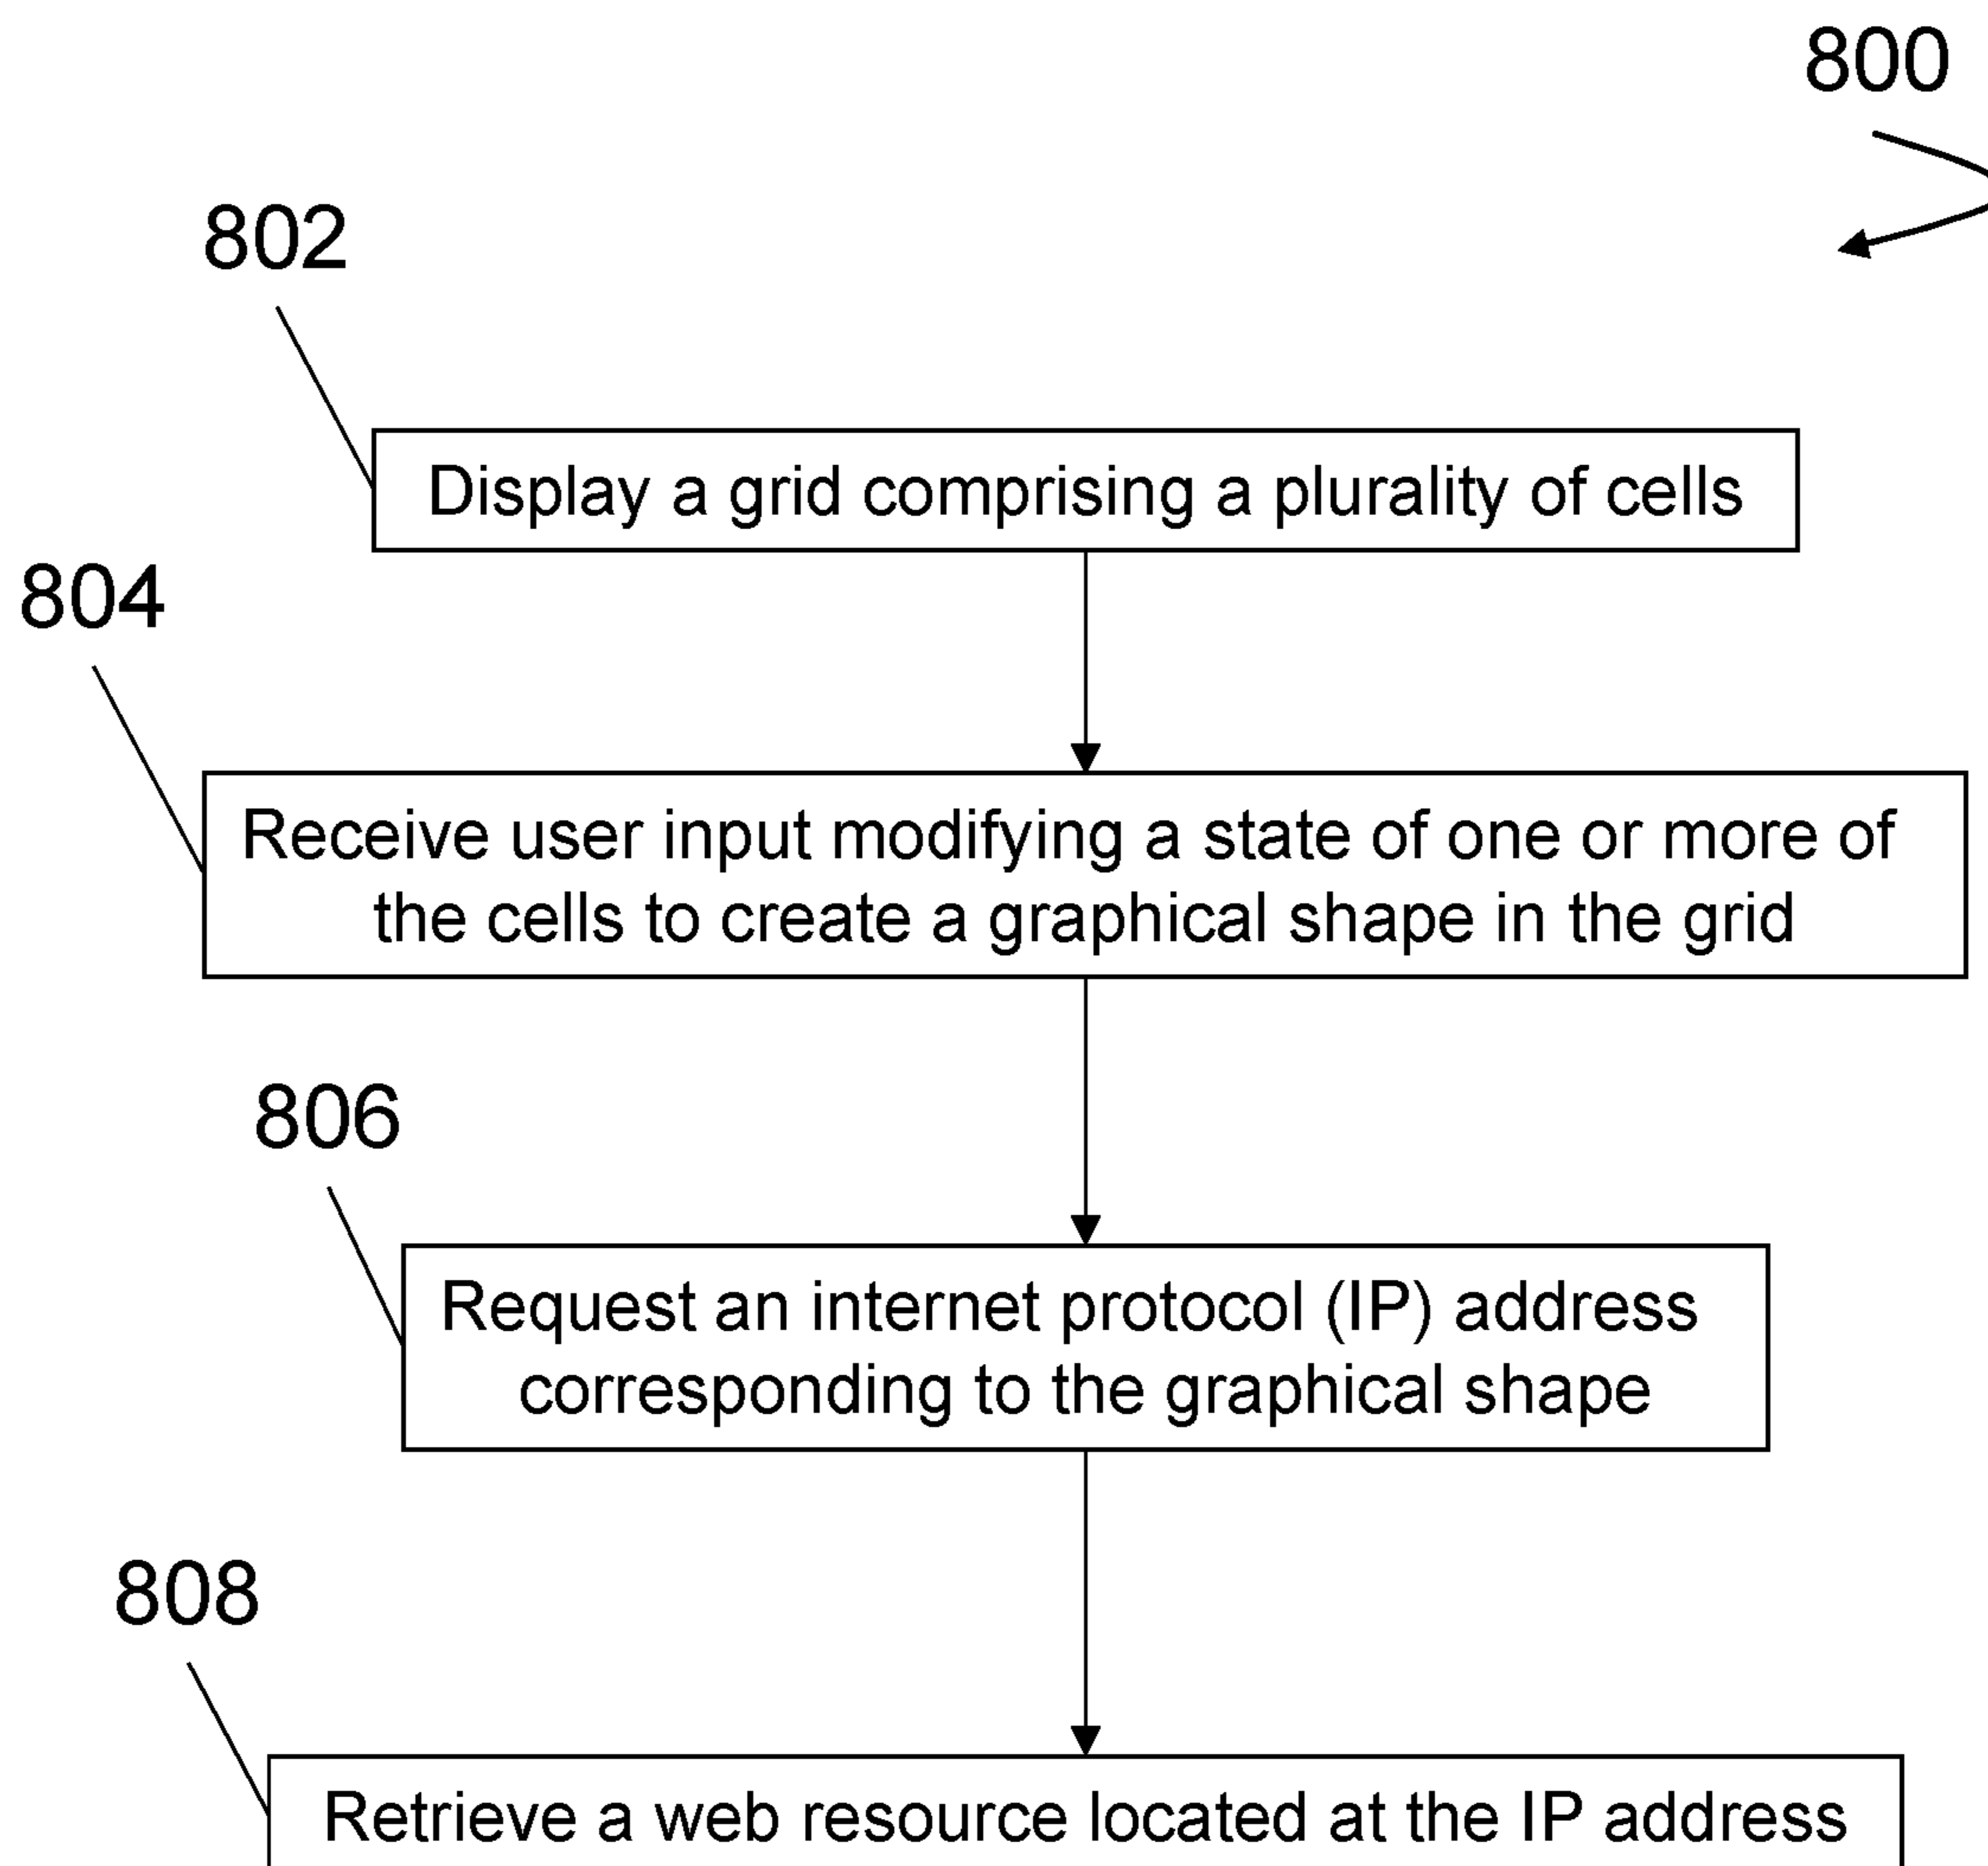 800
802
Display a grid comprising a plurality of cells
804
Receive user input modifying a state of one or more of
the cells to create a graphical shape in the grid
806
Request an internet protocol (IP) address
corresponding to the graphical shape
808
Retrieve a web resource located at the IP address